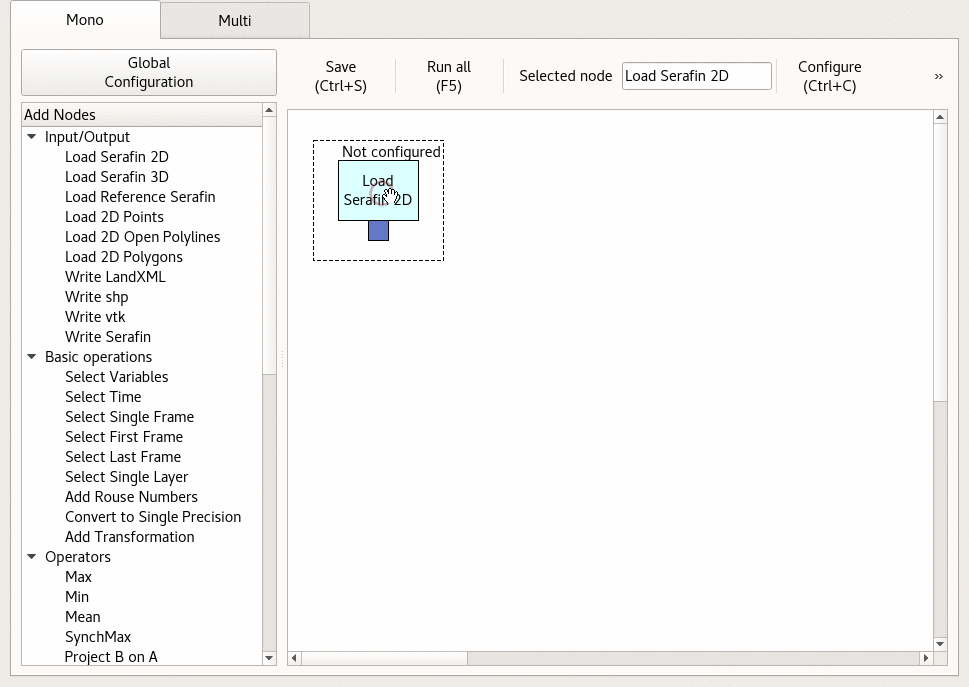 Mono
Multi
Global
Configuration
Save
(Ctrl+S)
Run all
(F5)
Selected node
Load Serafin 2D
Configure
(Ctrl+C)
»
Add Nodes
Input/Output
Load Serafin 2D
Load Serafin 3D
Load Reference Serafin
Load 2D Points
Load 2D Open Polylines
Load 2D Polygons
Write LandXML
Write shp
Write vtk
Write Serafin
Basic operations
Select Variables
Select Time
Select Single Frame
Select First Frame
Select Last Frame
Select Single Layer
Add Rouse Numbers
Convert to Single Precision
Add Transformation
Operators
Max
Min
Mean
SynchMax
Project B on A
Not configured
Load
Serafin 2D